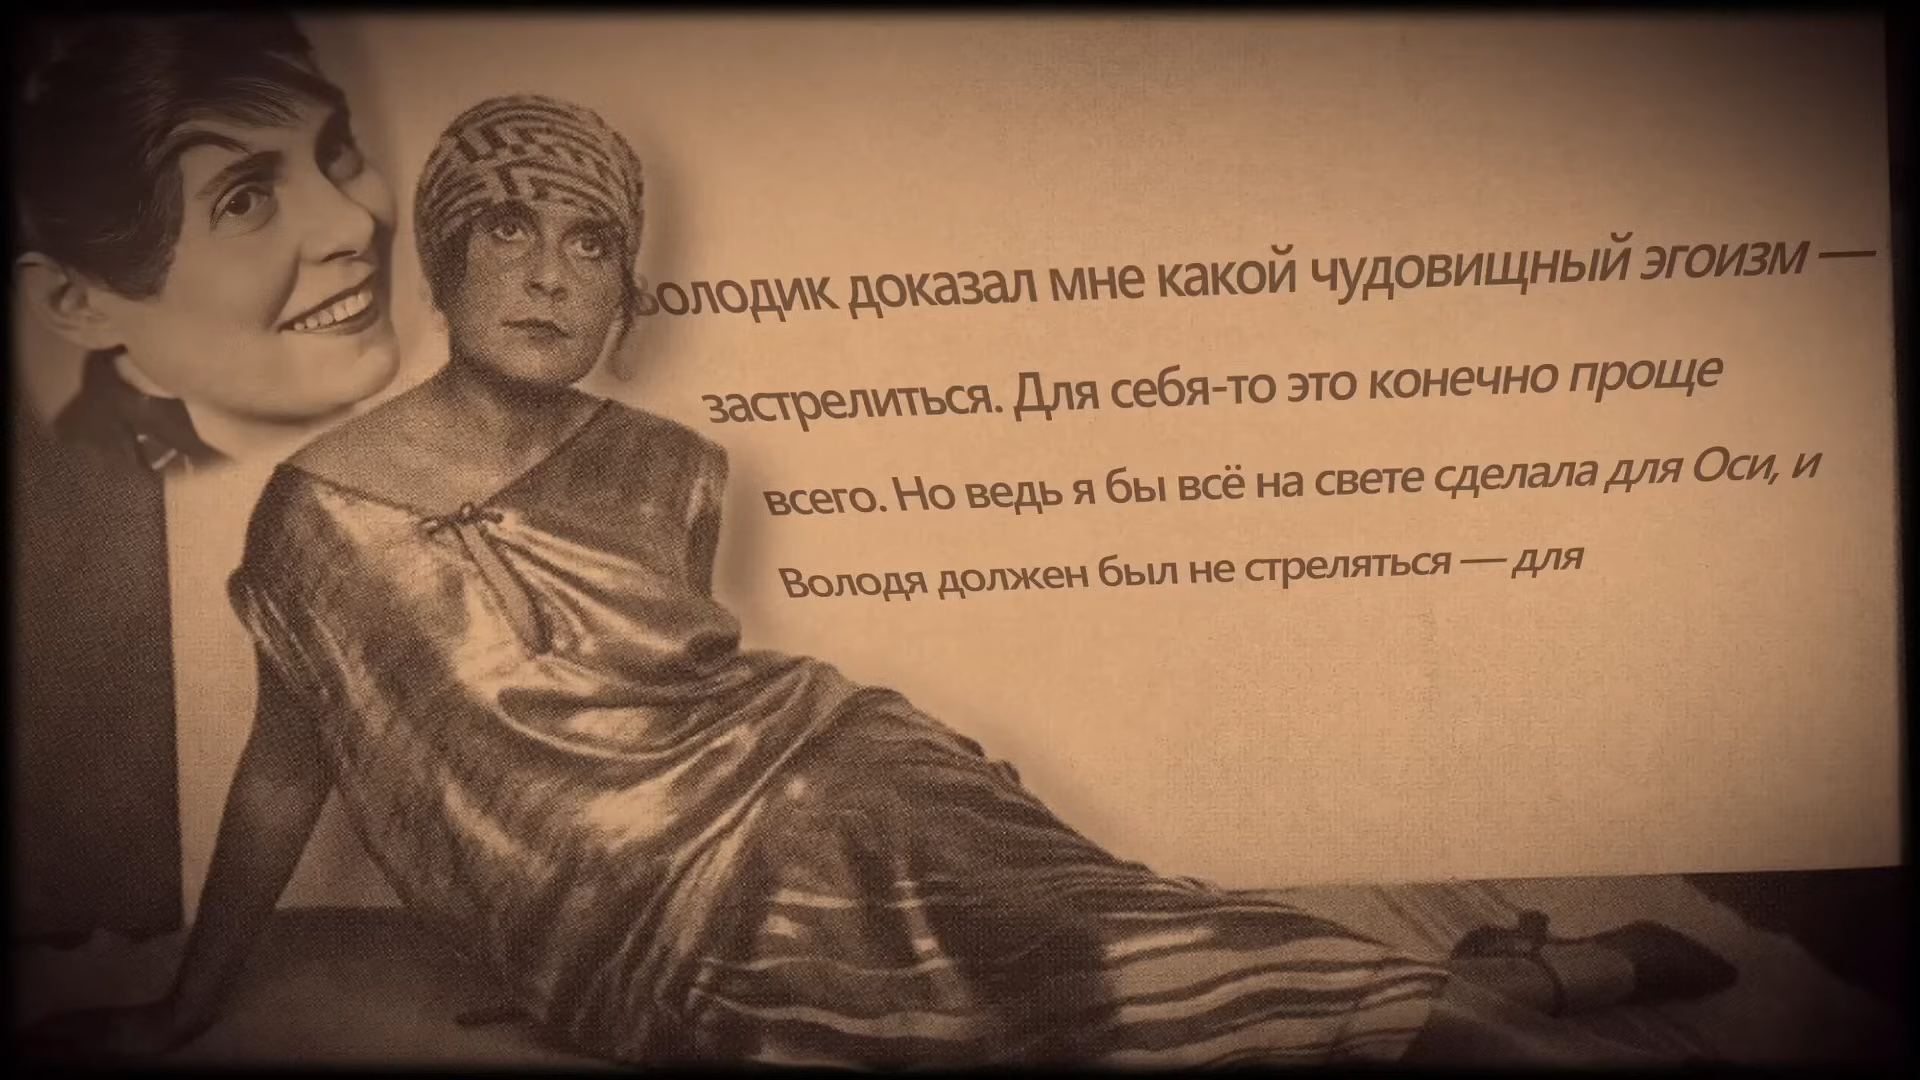 Володик доказал мне какой чудовищный эгоизм —
застрелиться. Для себя-то это конечно проще
всего. Но ведь я бы всё на свете сделала для Оси, и
Володя должен был не стреляться — для